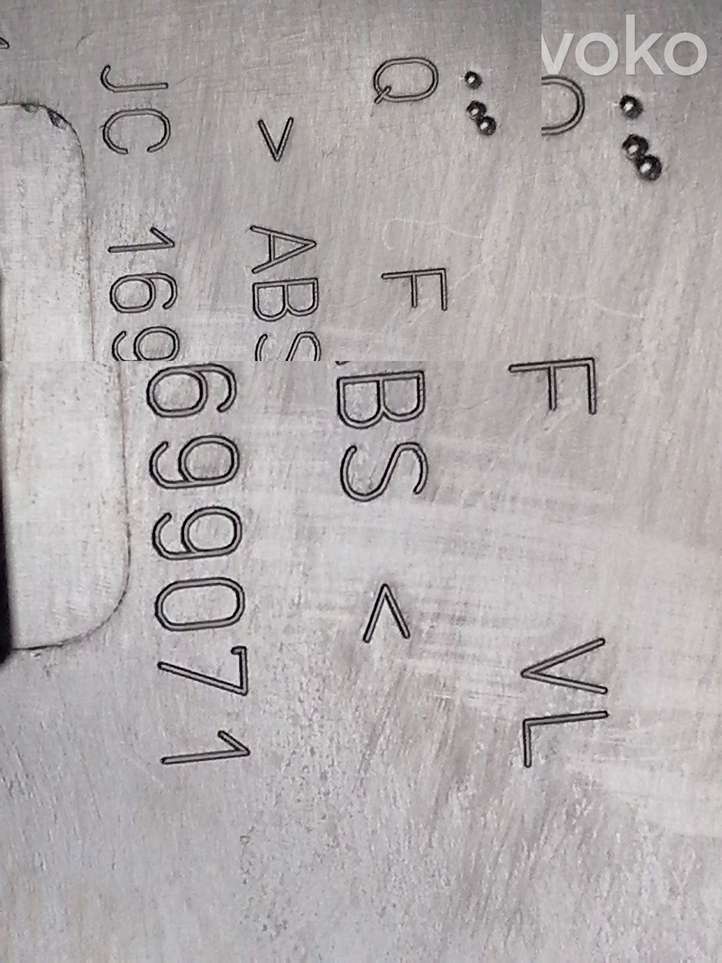 voko
Q F
> ABS
JC 169
F VL
BS <
699071